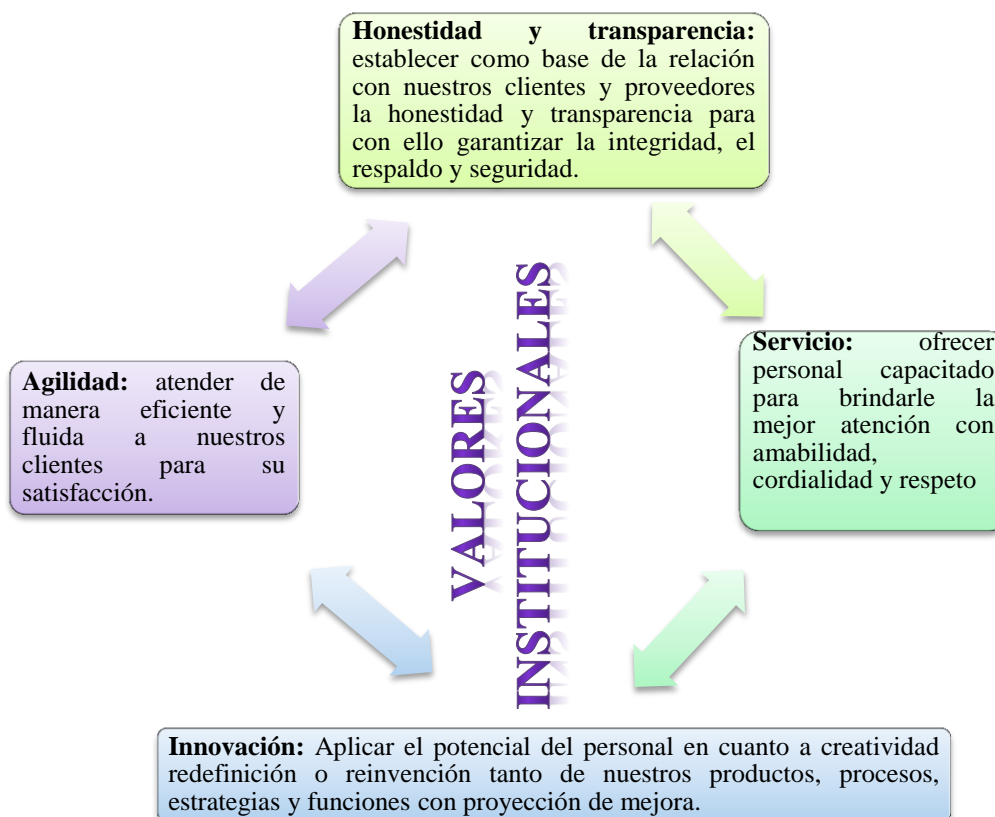 Honestidad y transparencia:
establecer como base de la relación
con nuestros clientes y proveedores
la honestidad y transparencia para
con ello garantizar la integridad, el
respaldo y seguridad.
Agilidad: atender de
manera eficiente y
fluida a nuestros
clientes para su
satisfacción.
VALORES
INSTITUCIONALES
Servicio: ofrecer
personal capacitado
para brindarle la
mejor atención con
amabilidad,
cordialidad y respeto
Innovación: Aplicar el potencial del personal en cuanto a creatividad
redefinición o reinvención tanto de nuestros productos, procesos,
estrategias y funciones con proyección de mejora.